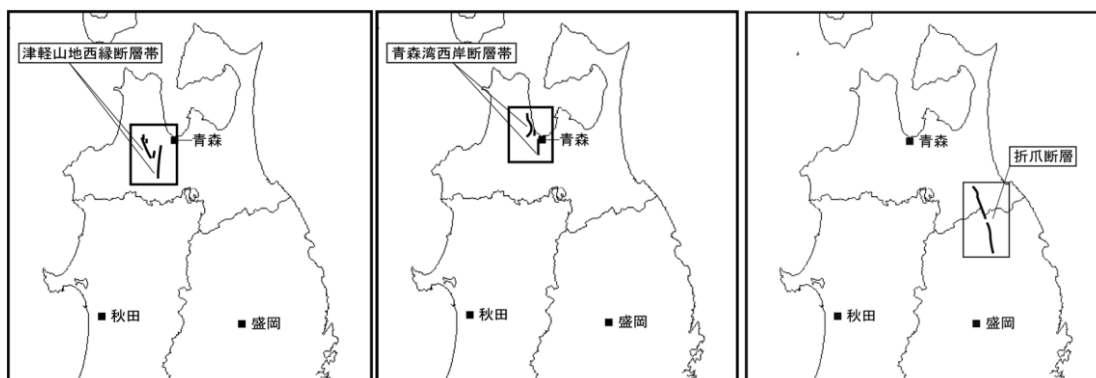 津軽山地西縁断層帯
青森
秋田
盛岡
青森湾西岸断層帯
青森
秋田
盛岡
青森
折爪断層
秋田
盛岡